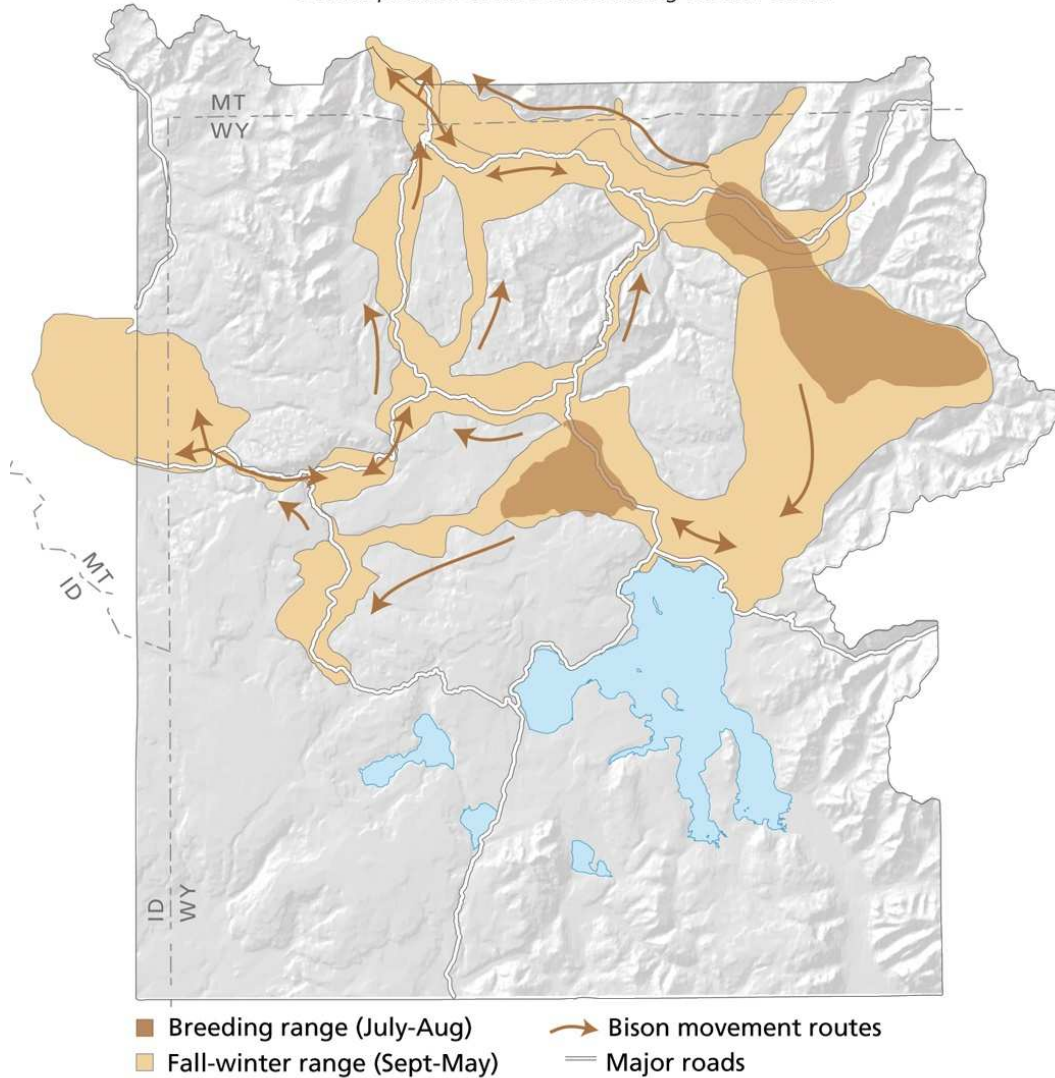 MT
WY
MT
ID
ID
WY
Breeding range (July-Aug)
Bison movement routes
Fall-winter range (Sept-May)
Major roads